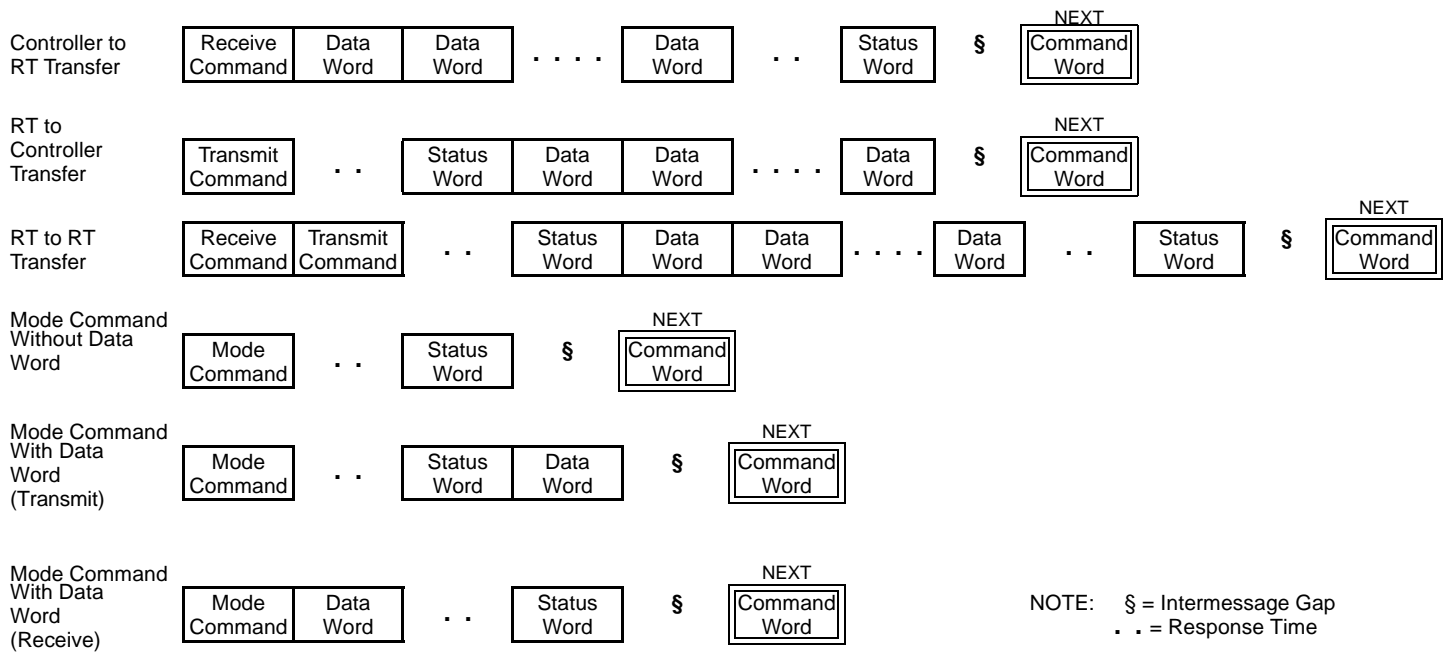 NEXT
Controller to
RT Transfer
Receive
Command
Data
Word
Data
Word
. . . .
Data
Word
. .
Status
Word
§
Command
Word
RT to
Controller
Transfer
NEXT
Transmit
Command
. .
Status
Word
Data
Word
Data
Word
. . . .
Data
Word
§
Command
Word
NEXT
RT to RT
Transfer
Receive
Command
Transmit
Command
. .
Status
Word
Data
Word
Data
Word
. . . .
Data
Word
. .
Status
Word
§
Command
Word
Mode Command
Without Data
Word
NEXT
Mode
Command
. .
Status
Word
§
Command
Word
Mode Command
With Data
Word
(Transmit)
NEXT
Mode
Command
. .
Status
Word
Data
Word
§
Command
Word
Mode Command
With Data
Word
(Receive)
NEXT
Mode
Command
Data
Word
. .
Status
Word
§
Command
Word
NOTE: § = Intermessage Gap
. . = Response Time